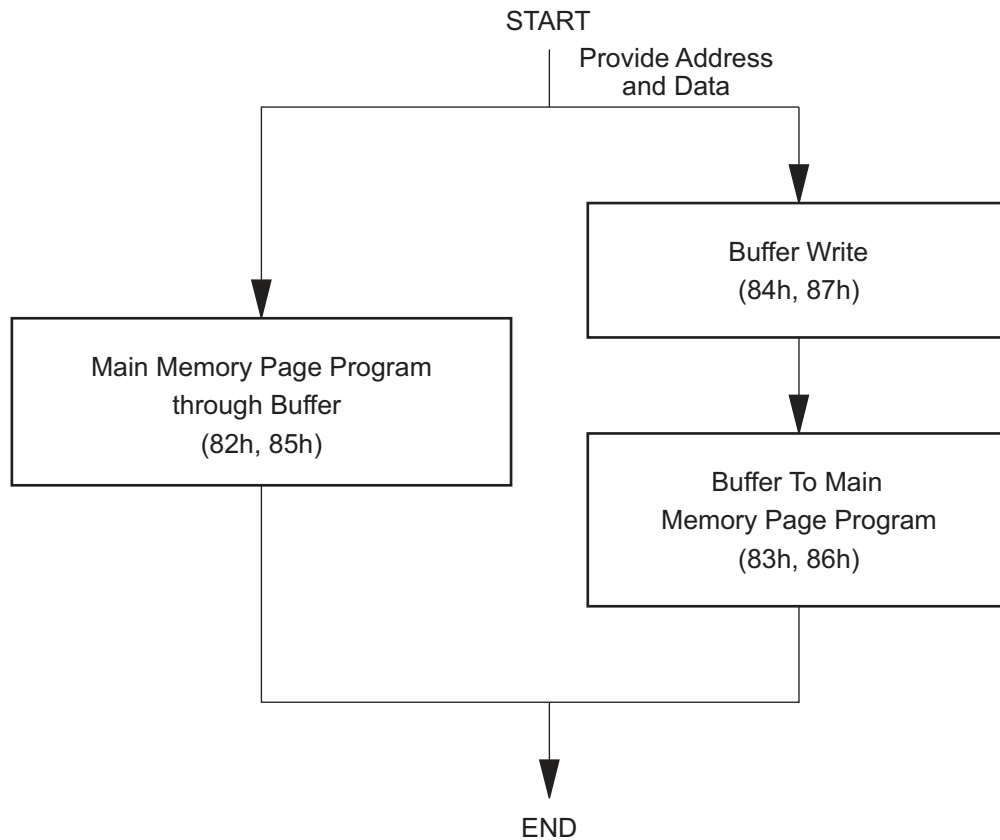 START
Provide Address
and Data
Buffer Write
(84h, 87h)
Main Memory Page Program
through Buffer
(82h, 85h)
Buffer To Main
Memory Page Program
(83h, 86h)
END